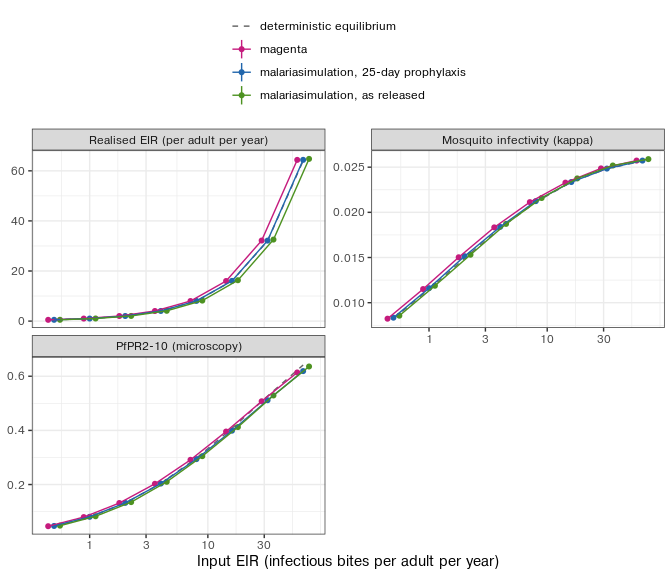 deterministic equilibrium
magenta
malariasimulation, 25-day prophylaxis
malariasimulation, as released
Realised EIR (per adult per year)
60
40
20
0
Mosquito infectivity (kappa)
0.025
0.020
0.015
0.010
1 3 10 30
PfPR2-10 (microscopy)
0.6
0.4
0.2
1 3 10 30
Input EIR (infectious bites per adult per year)